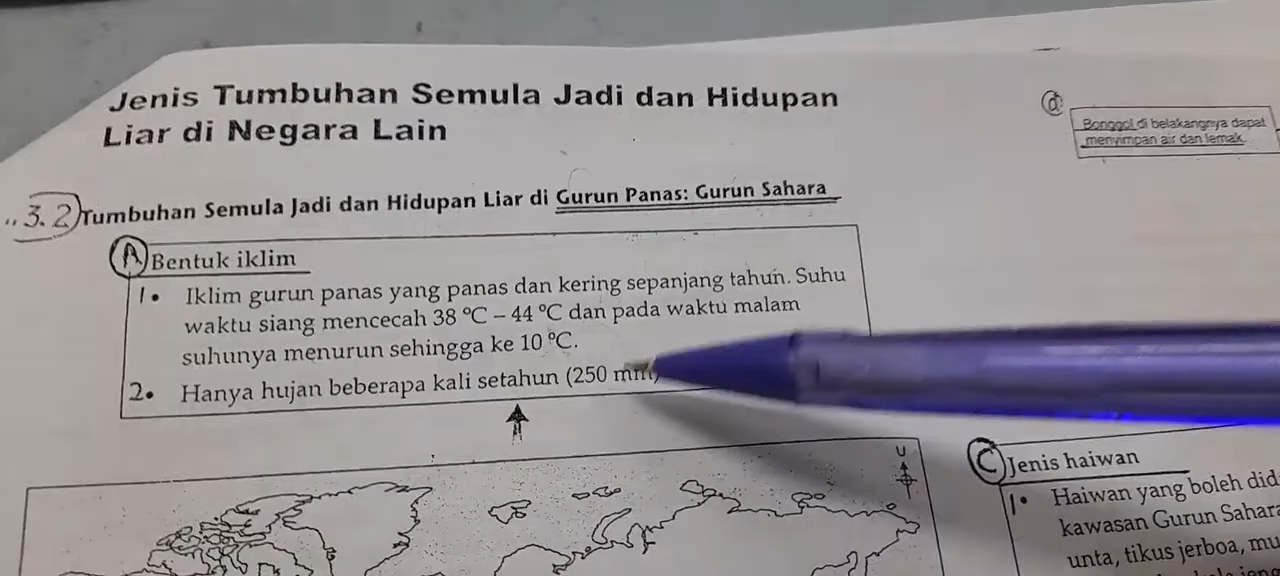 Jenis Tumbuhan Semula Jadi dan Hidupan
Liar di Negara Lain
d
Bonggol di belakangnya dapat
menyimpan air dan lemak.
3.2 Tumbuhan Semula Jadi dan Hidupan Liar di Gurun Panas: Gurun Sahara
A Bentuk iklim
1• Iklim gurun panas yang panas dan kering sepanjang tahun. Suhu
waktu siang mencecah 38 °C – 44 °C dan pada waktu malam
suhunya menurun sehingga ke 10 °C.
2• Hanya hujan beberapa kali setahun (250 mm)
U
C Jenis haiwan
1• Haiwan yang boleh did
kawasan Gurun Sahara
unta, tikus jerboa, mu